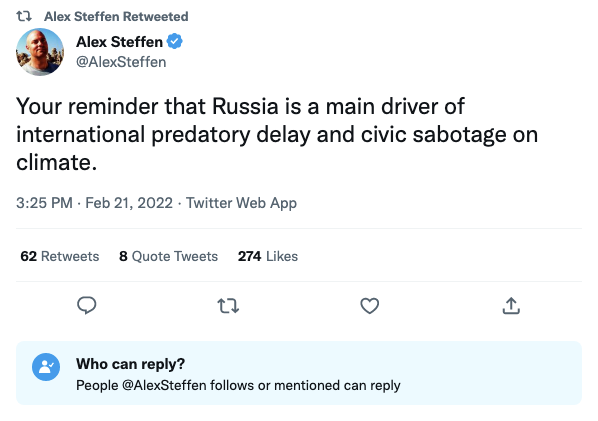 Alex Steffen Retweeted
Alex Steffen
@AlexSteffen
Your reminder that Russia is a main driver of
international predatory delay and civic sabotage on
climate.
3:25 PM · Feb 21, 2022 · Twitter Web App
62 Retweets 8 Quote Tweets 274 Likes
Who can reply?
People @AlexSteffen follows or mentioned can reply